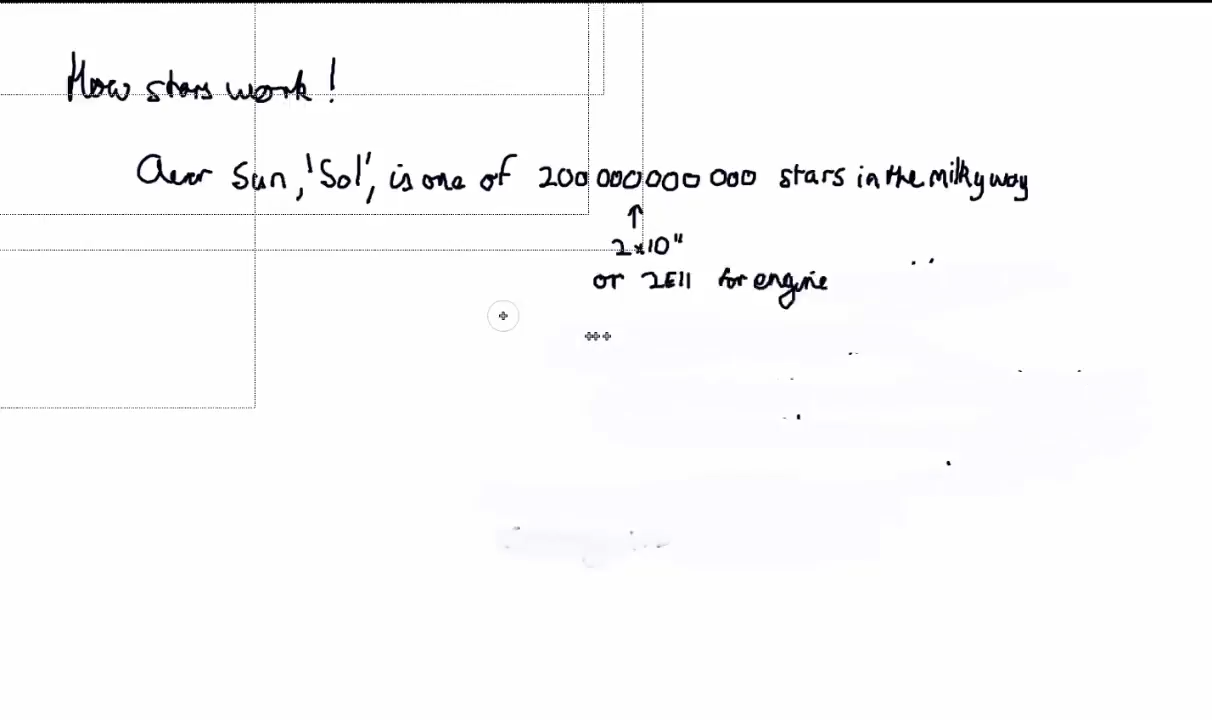 How stars work!
Our Sun, 'Sol', is one of 200 000 000 000 stars in the milky way
↑
2×10¹¹
or 2E11 for engine